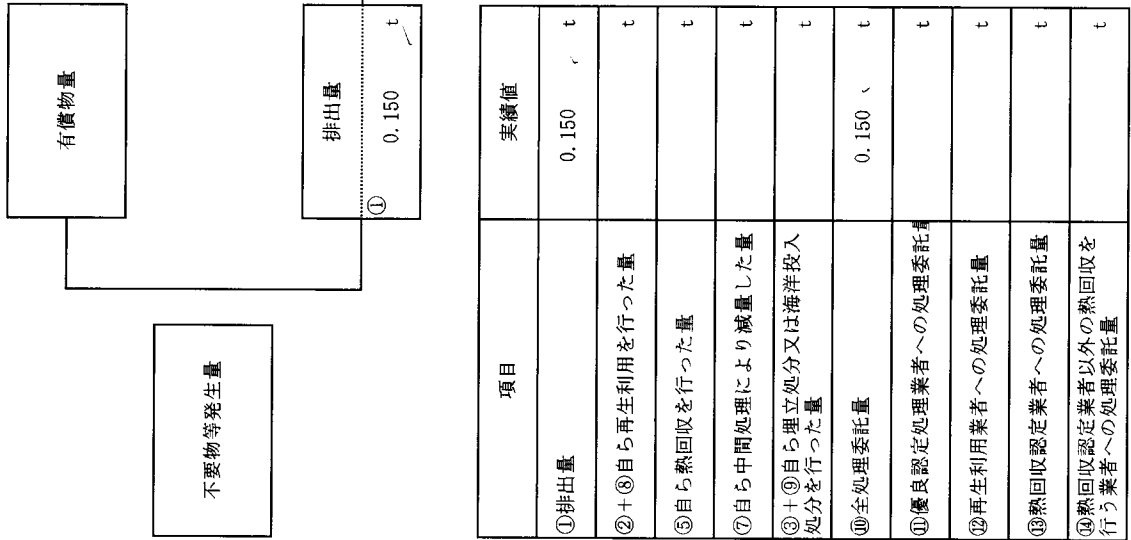 有償物量
不要物等発生量
排出量
① 0.150 t
項目 実績値
①排出量 0.150 t
②+⑧自ら再生利用を行った量 t
⑤自ら熱回収を行った量 t
⑦自ら中間処理により減量した量 t
③+⑨自ら埋立処分又は海洋投入
処分を行った量 t
⑩全処理委託量 0.150 t
⑪優良認定処理業者への処理委託量 t
⑫再生利用業者への処理委託量 t
⑬熱回収認定業者への処理委託量 t
⑭熱回収認定業者以外の熱回収を
行う業者への処理委託量 t